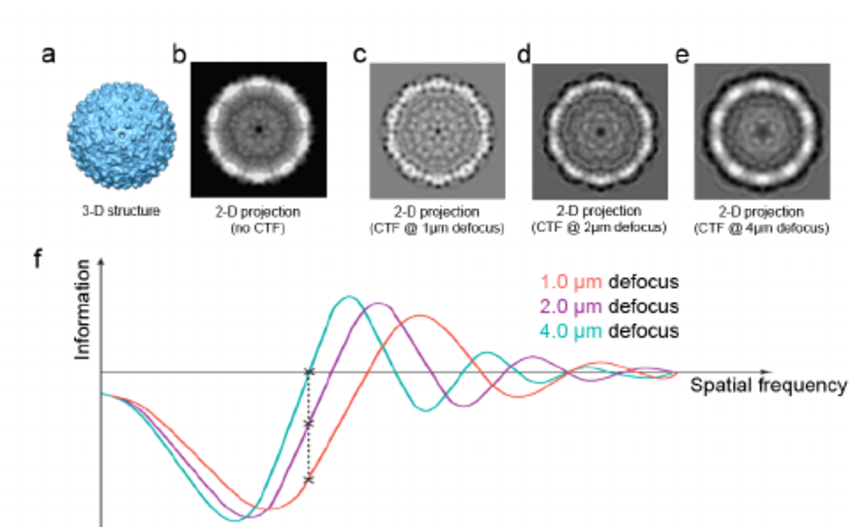 a
b
c
d
e
3-D structure
2-D projection
(no CTF)
2-D projection
(CTF @ 1µm defocus)
2-D projection
(CTF @ 2µm defocus)
2-D projection
(CTF @ 4µm defocus)
f
Information
1.0 µm defocus
2.0 µm defocus
4.0 µm defocus
Spatial frequency